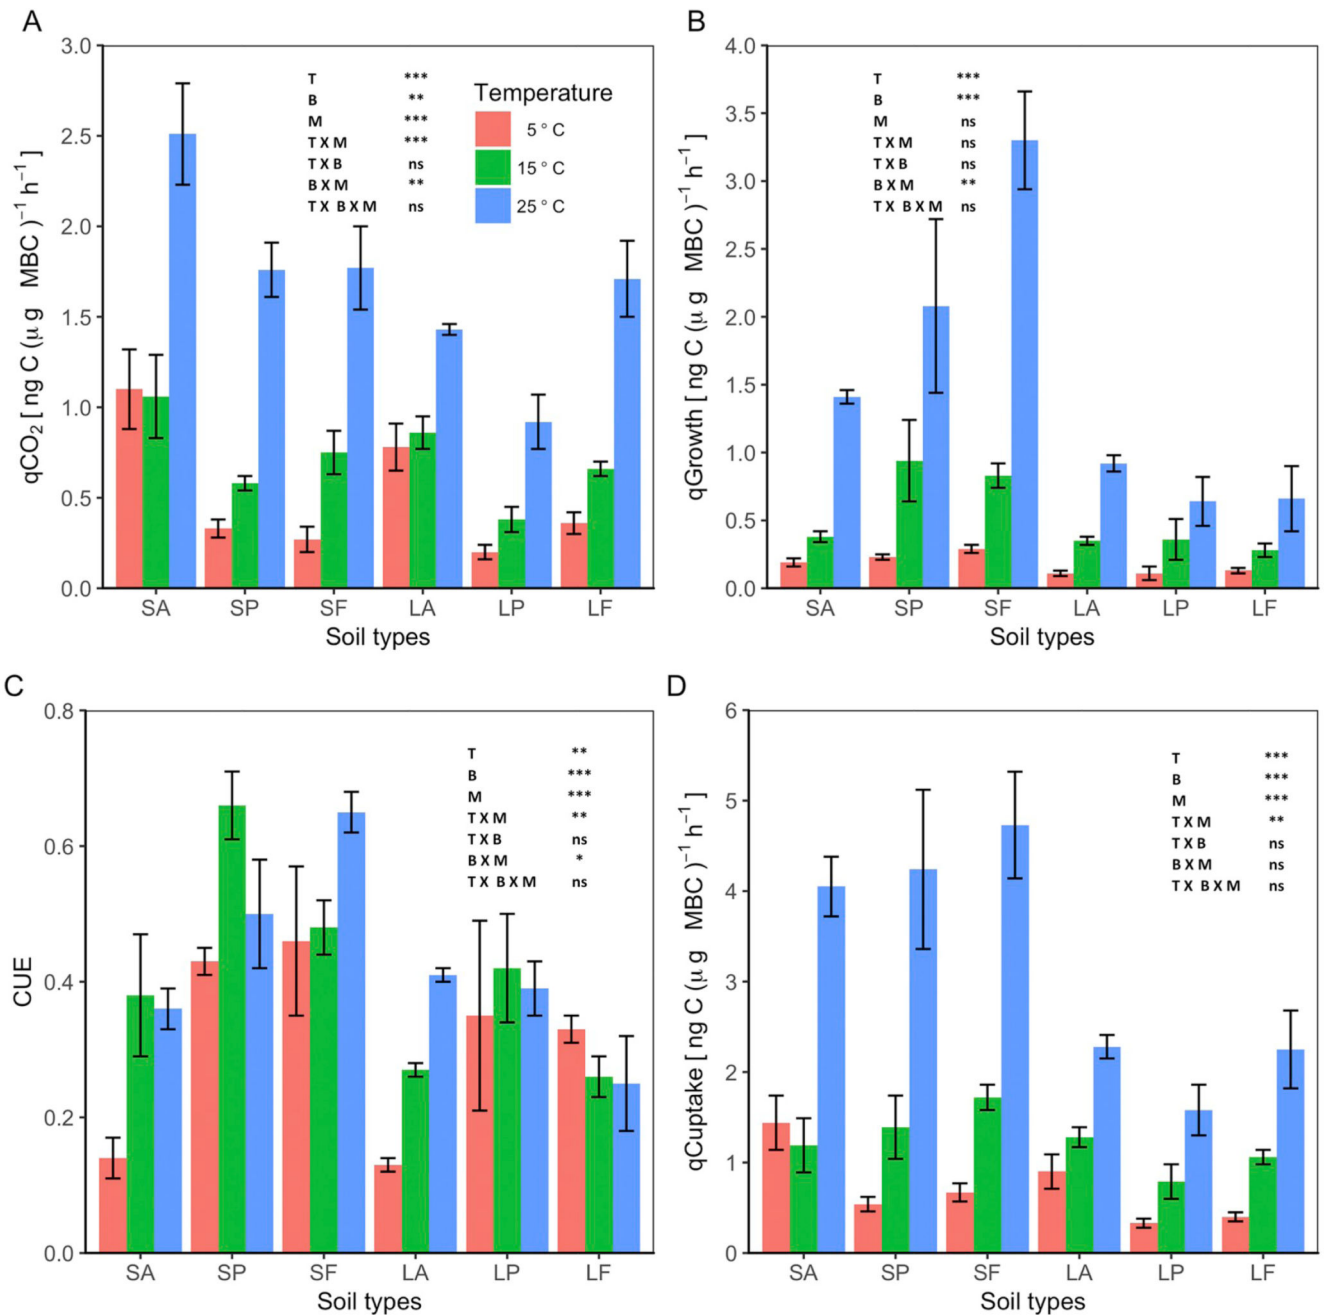 A
qCO₂ [ ng C (μ g MBC )⁻¹ h⁻¹ ]
3.0
2.5
2.0
1.5
1.0
0.5
0.0
T ***
B **
M ***
T X M ***
T X B ns
B X M **
T X B X M ns
Temperature
5 ° C
15 ° C
25 ° C
SA SP SF LA LP LF
Soil types
B
qGrowth [ ng C (μ g MBC )⁻¹ h⁻¹ ]
4.0
3.5
3.0
2.5
2.0
1.5
1.0
0.5
0.0
T ***
B ***
M ns
T X M ns
T X B ns
B X M **
T X B X M ns
SA SP SF LA LP LF
Soil types
C
CUE
0.8
0.6
0.4
0.2
0.0
T **
B ***
M ***
T X M **
T X B ns
B X M *
T X B X M ns
SA SP SF LA LP LF
Soil types
D
qCuptake [ ng C (μ g MBC )⁻¹ h⁻¹ ]
6
5
4
3
2
1
0
T ***
B ***
M ***
T X M **
T X B ns
B X M ns
T X B X M ns
SA SP SF LA LP LF
Soil types